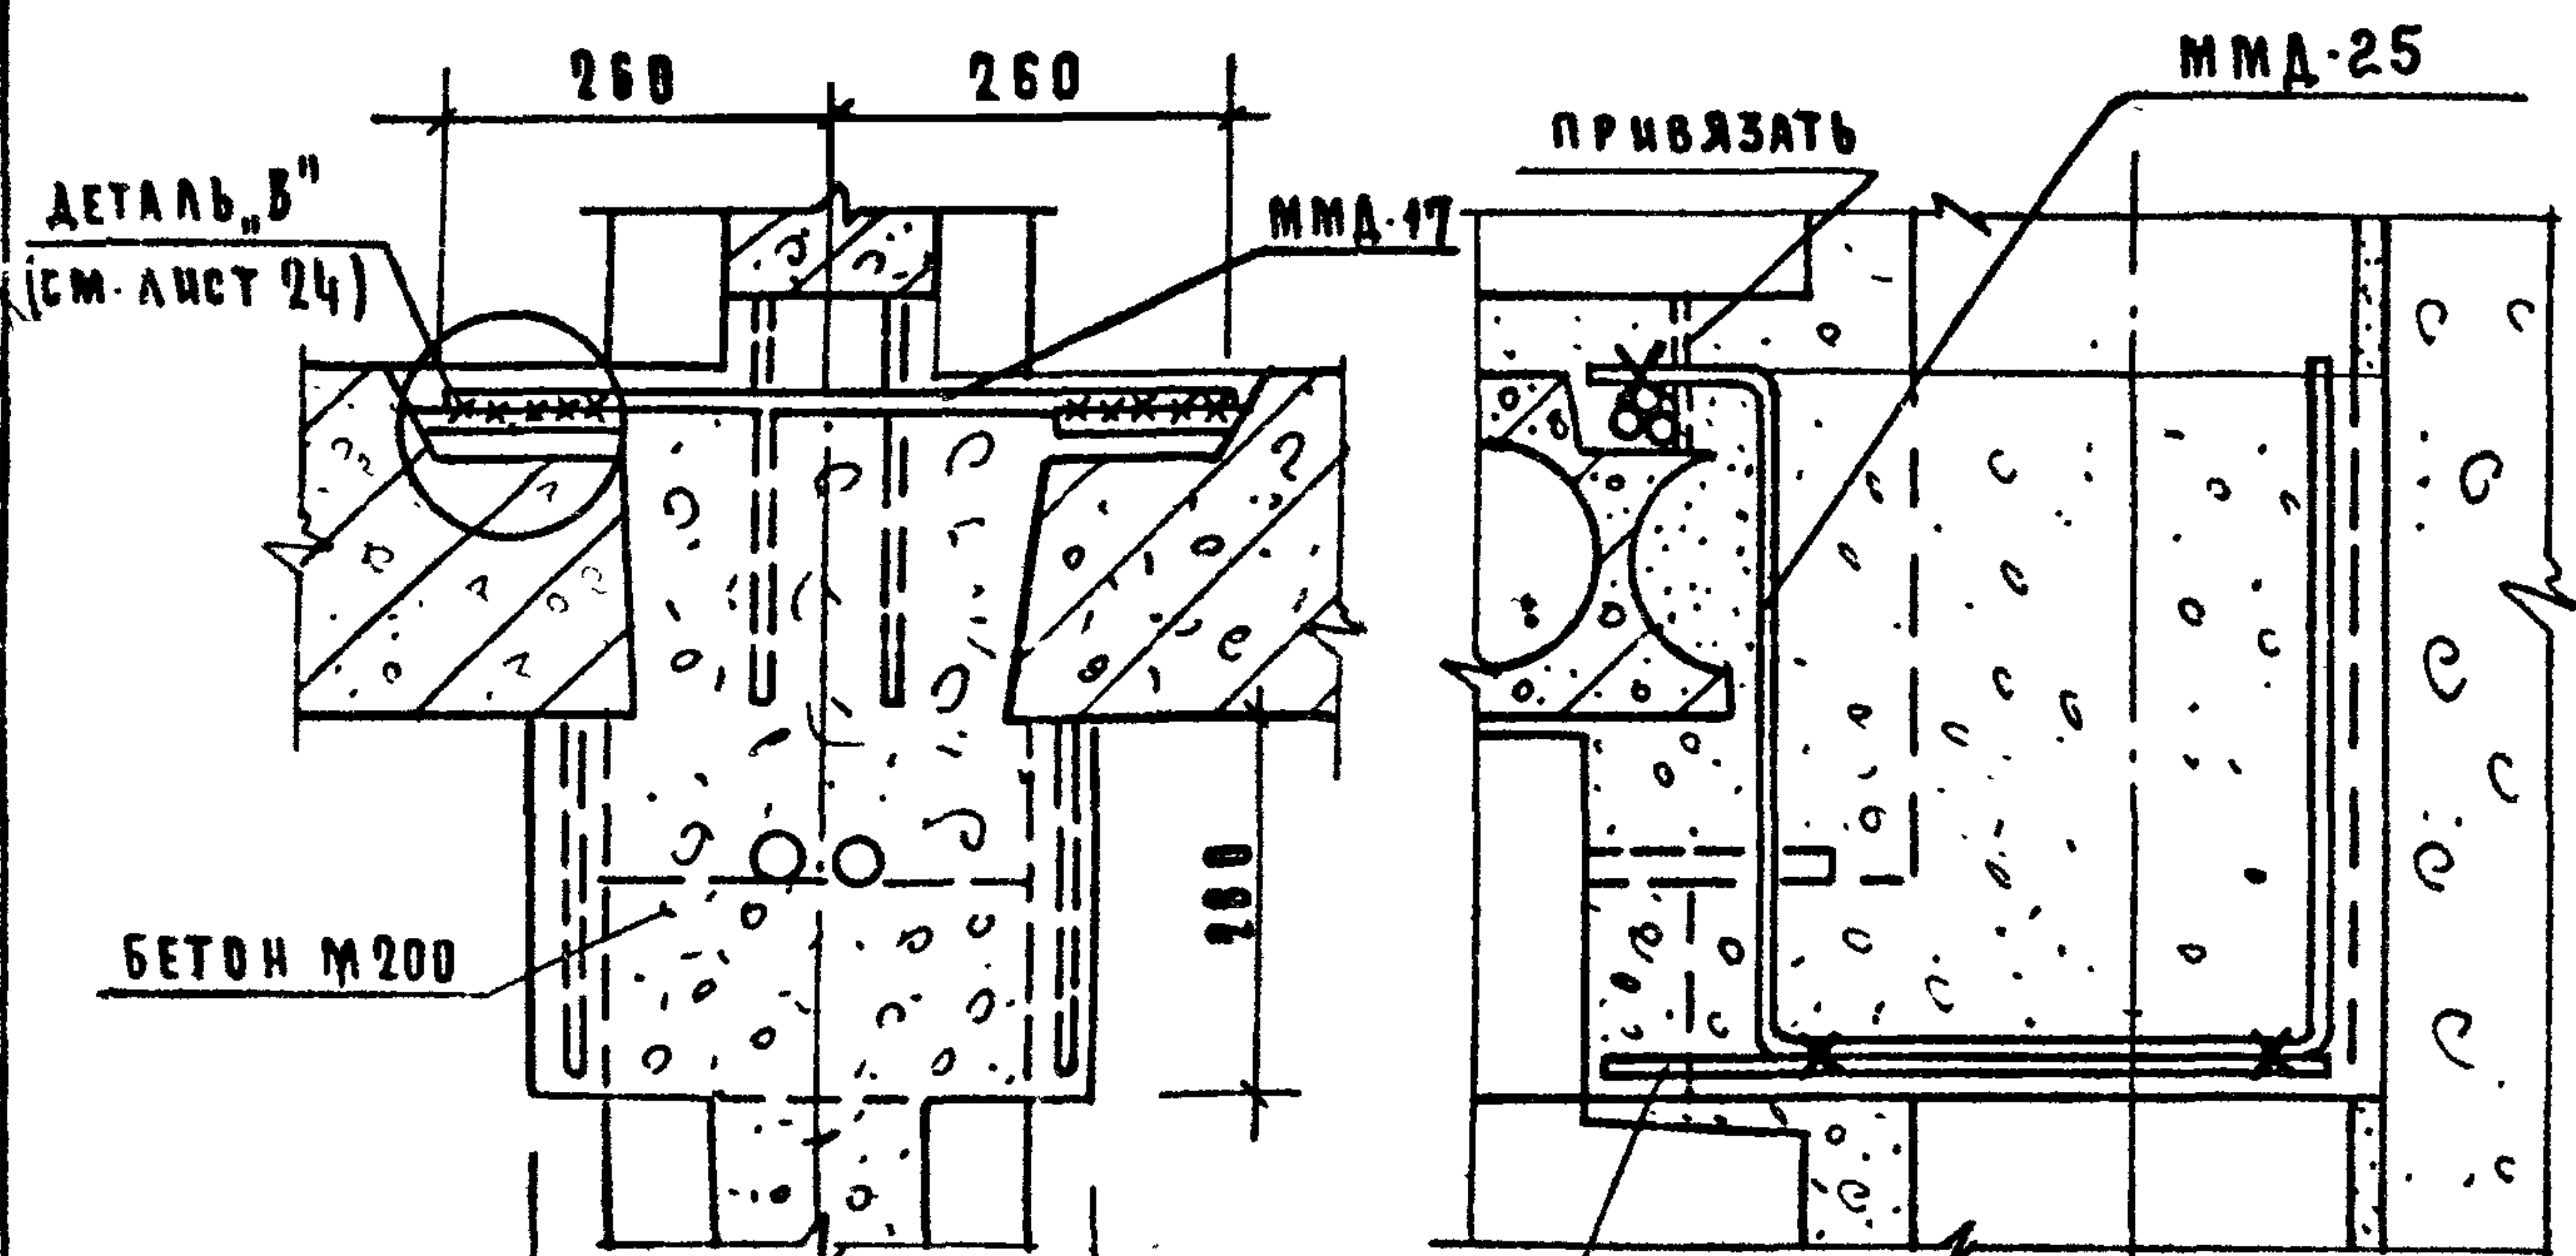 260
260
ММД-25
ПРИВЯЗАТЬ
ДЕТАЛЬ „В"
(СМ. ЛИСТ 24)
ММД-17
БЕТОН М200